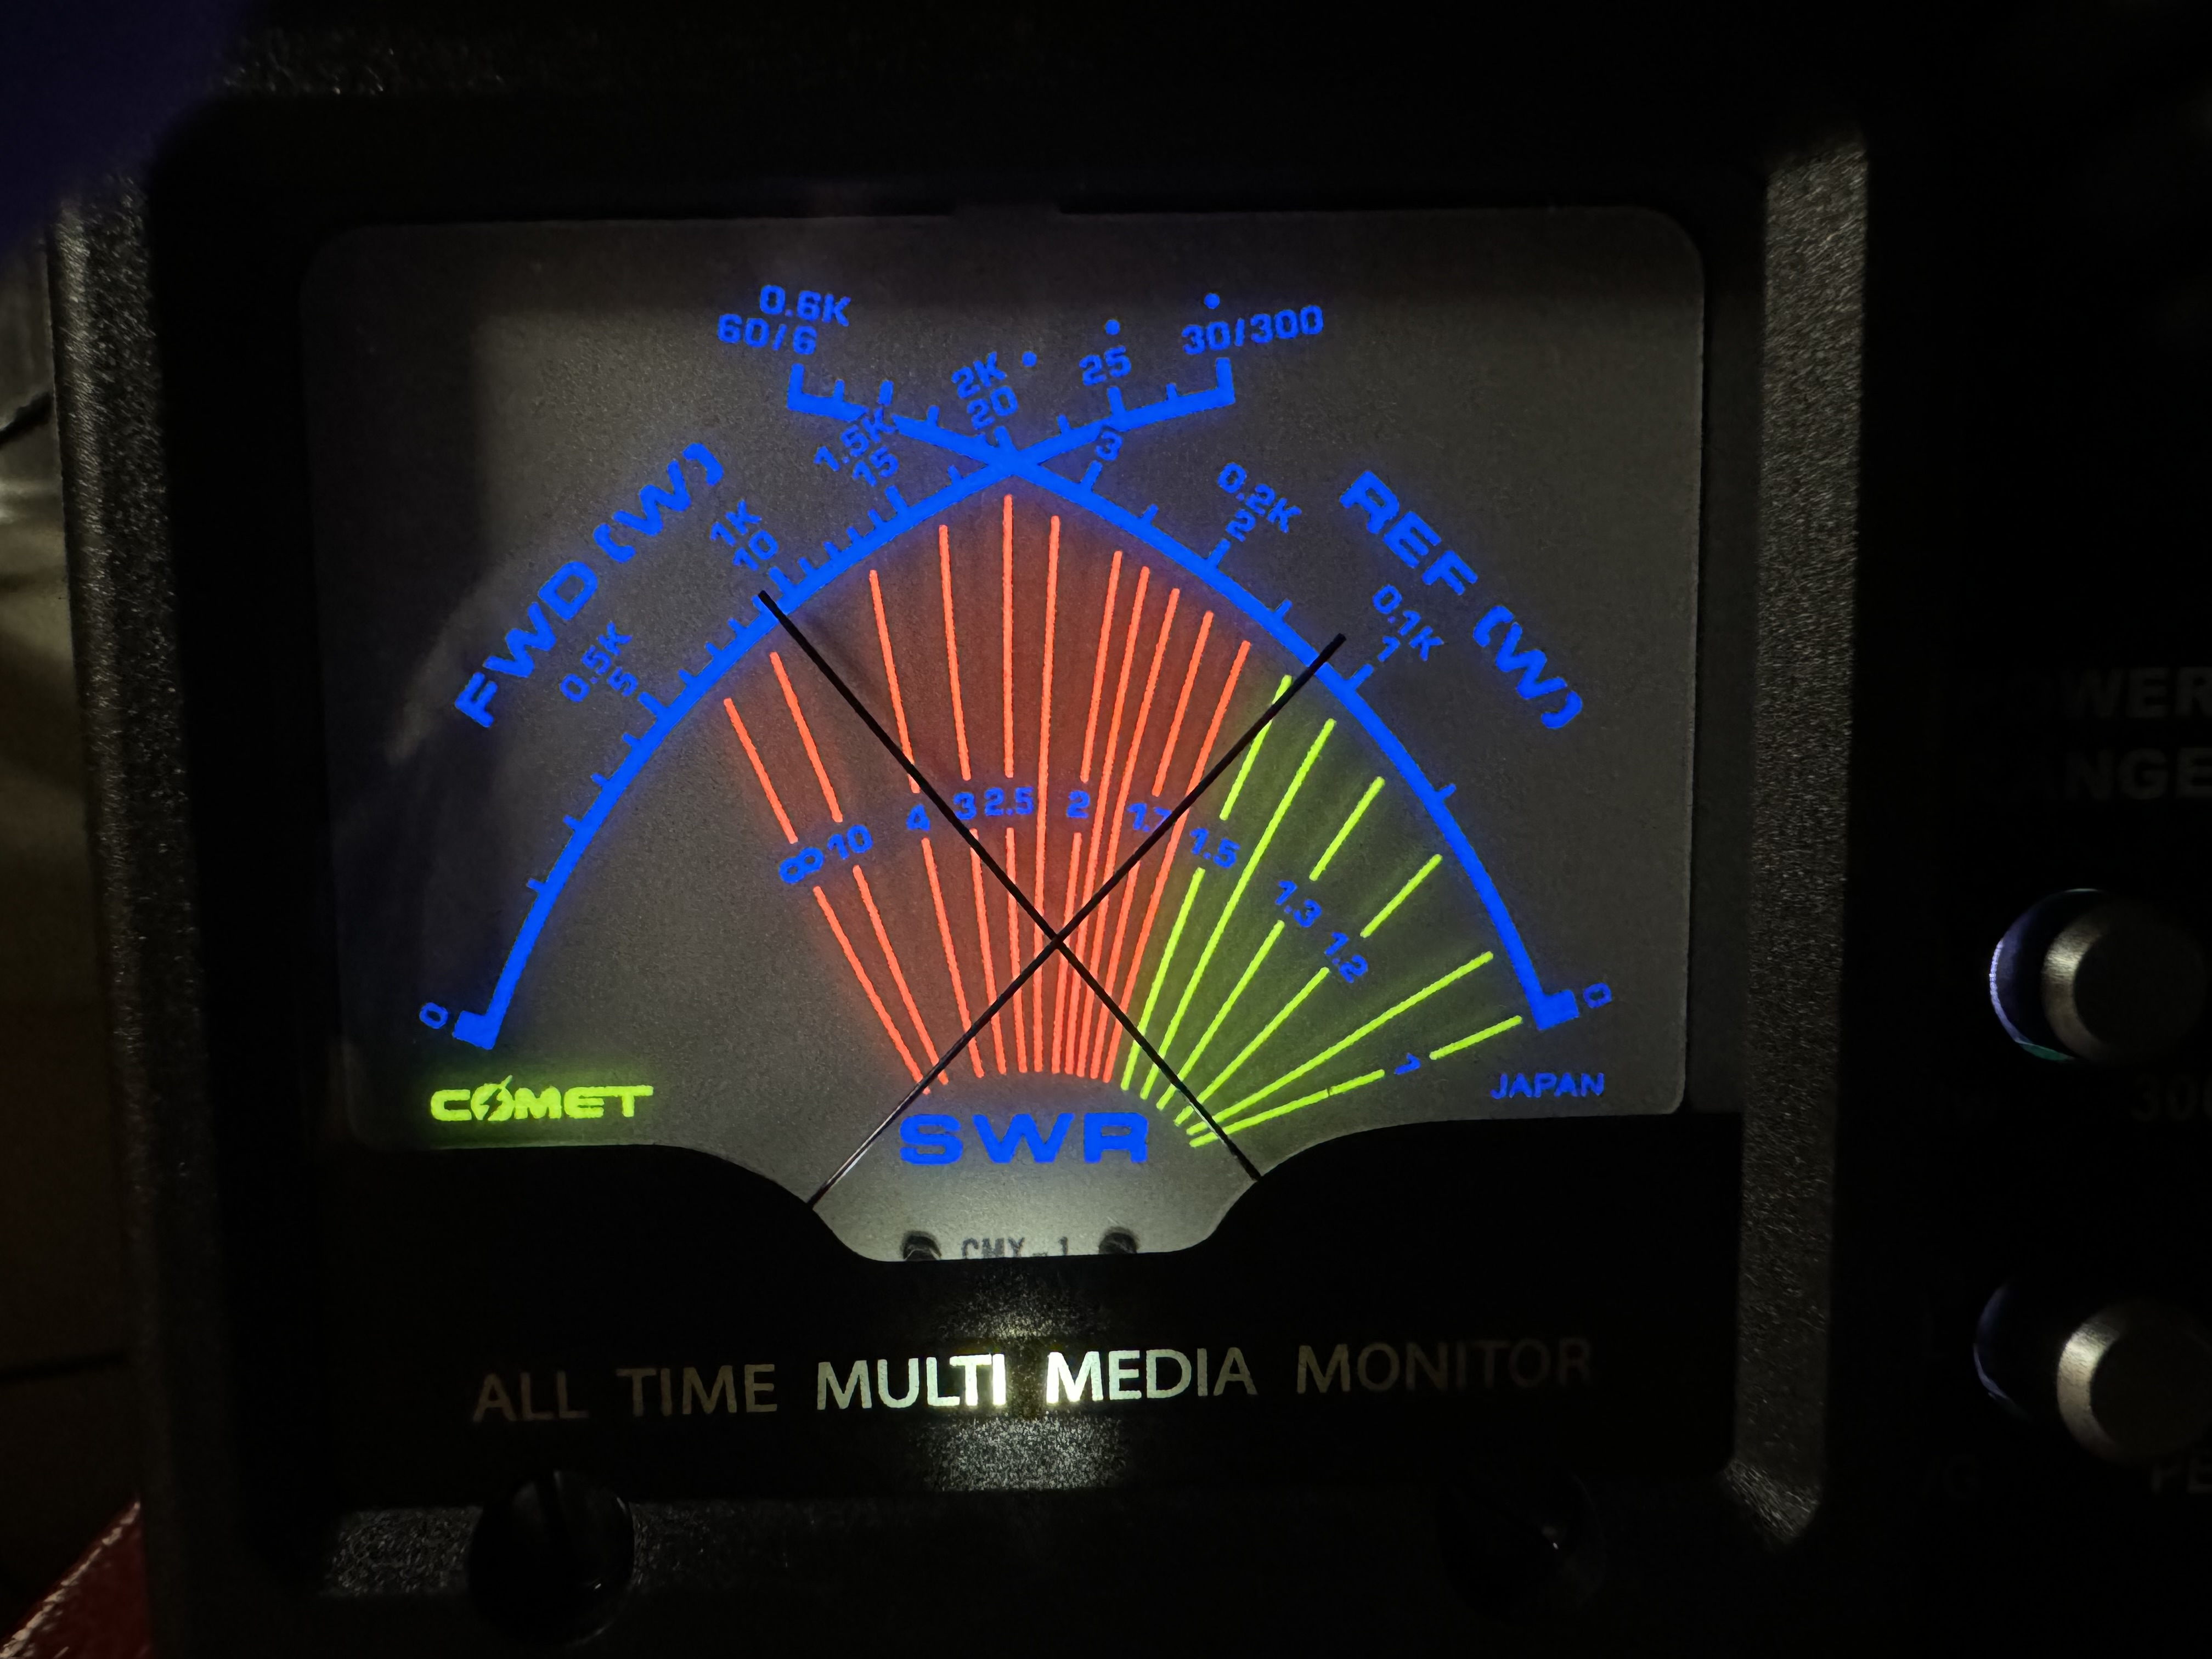 0.6K
60/6
30/300
2K
20
25
1.5K
15
3
FWD (W)
REF (W)
1K
10
0.2K
2
0.5K
5
0.1K
1
∞ 10 4 3 2.5 2 1.7 1.5 1.3 1.2 1
0
0
COMET
JAPAN
SWR
CMX-1
ALL TIME MULTI MEDIA MONITOR